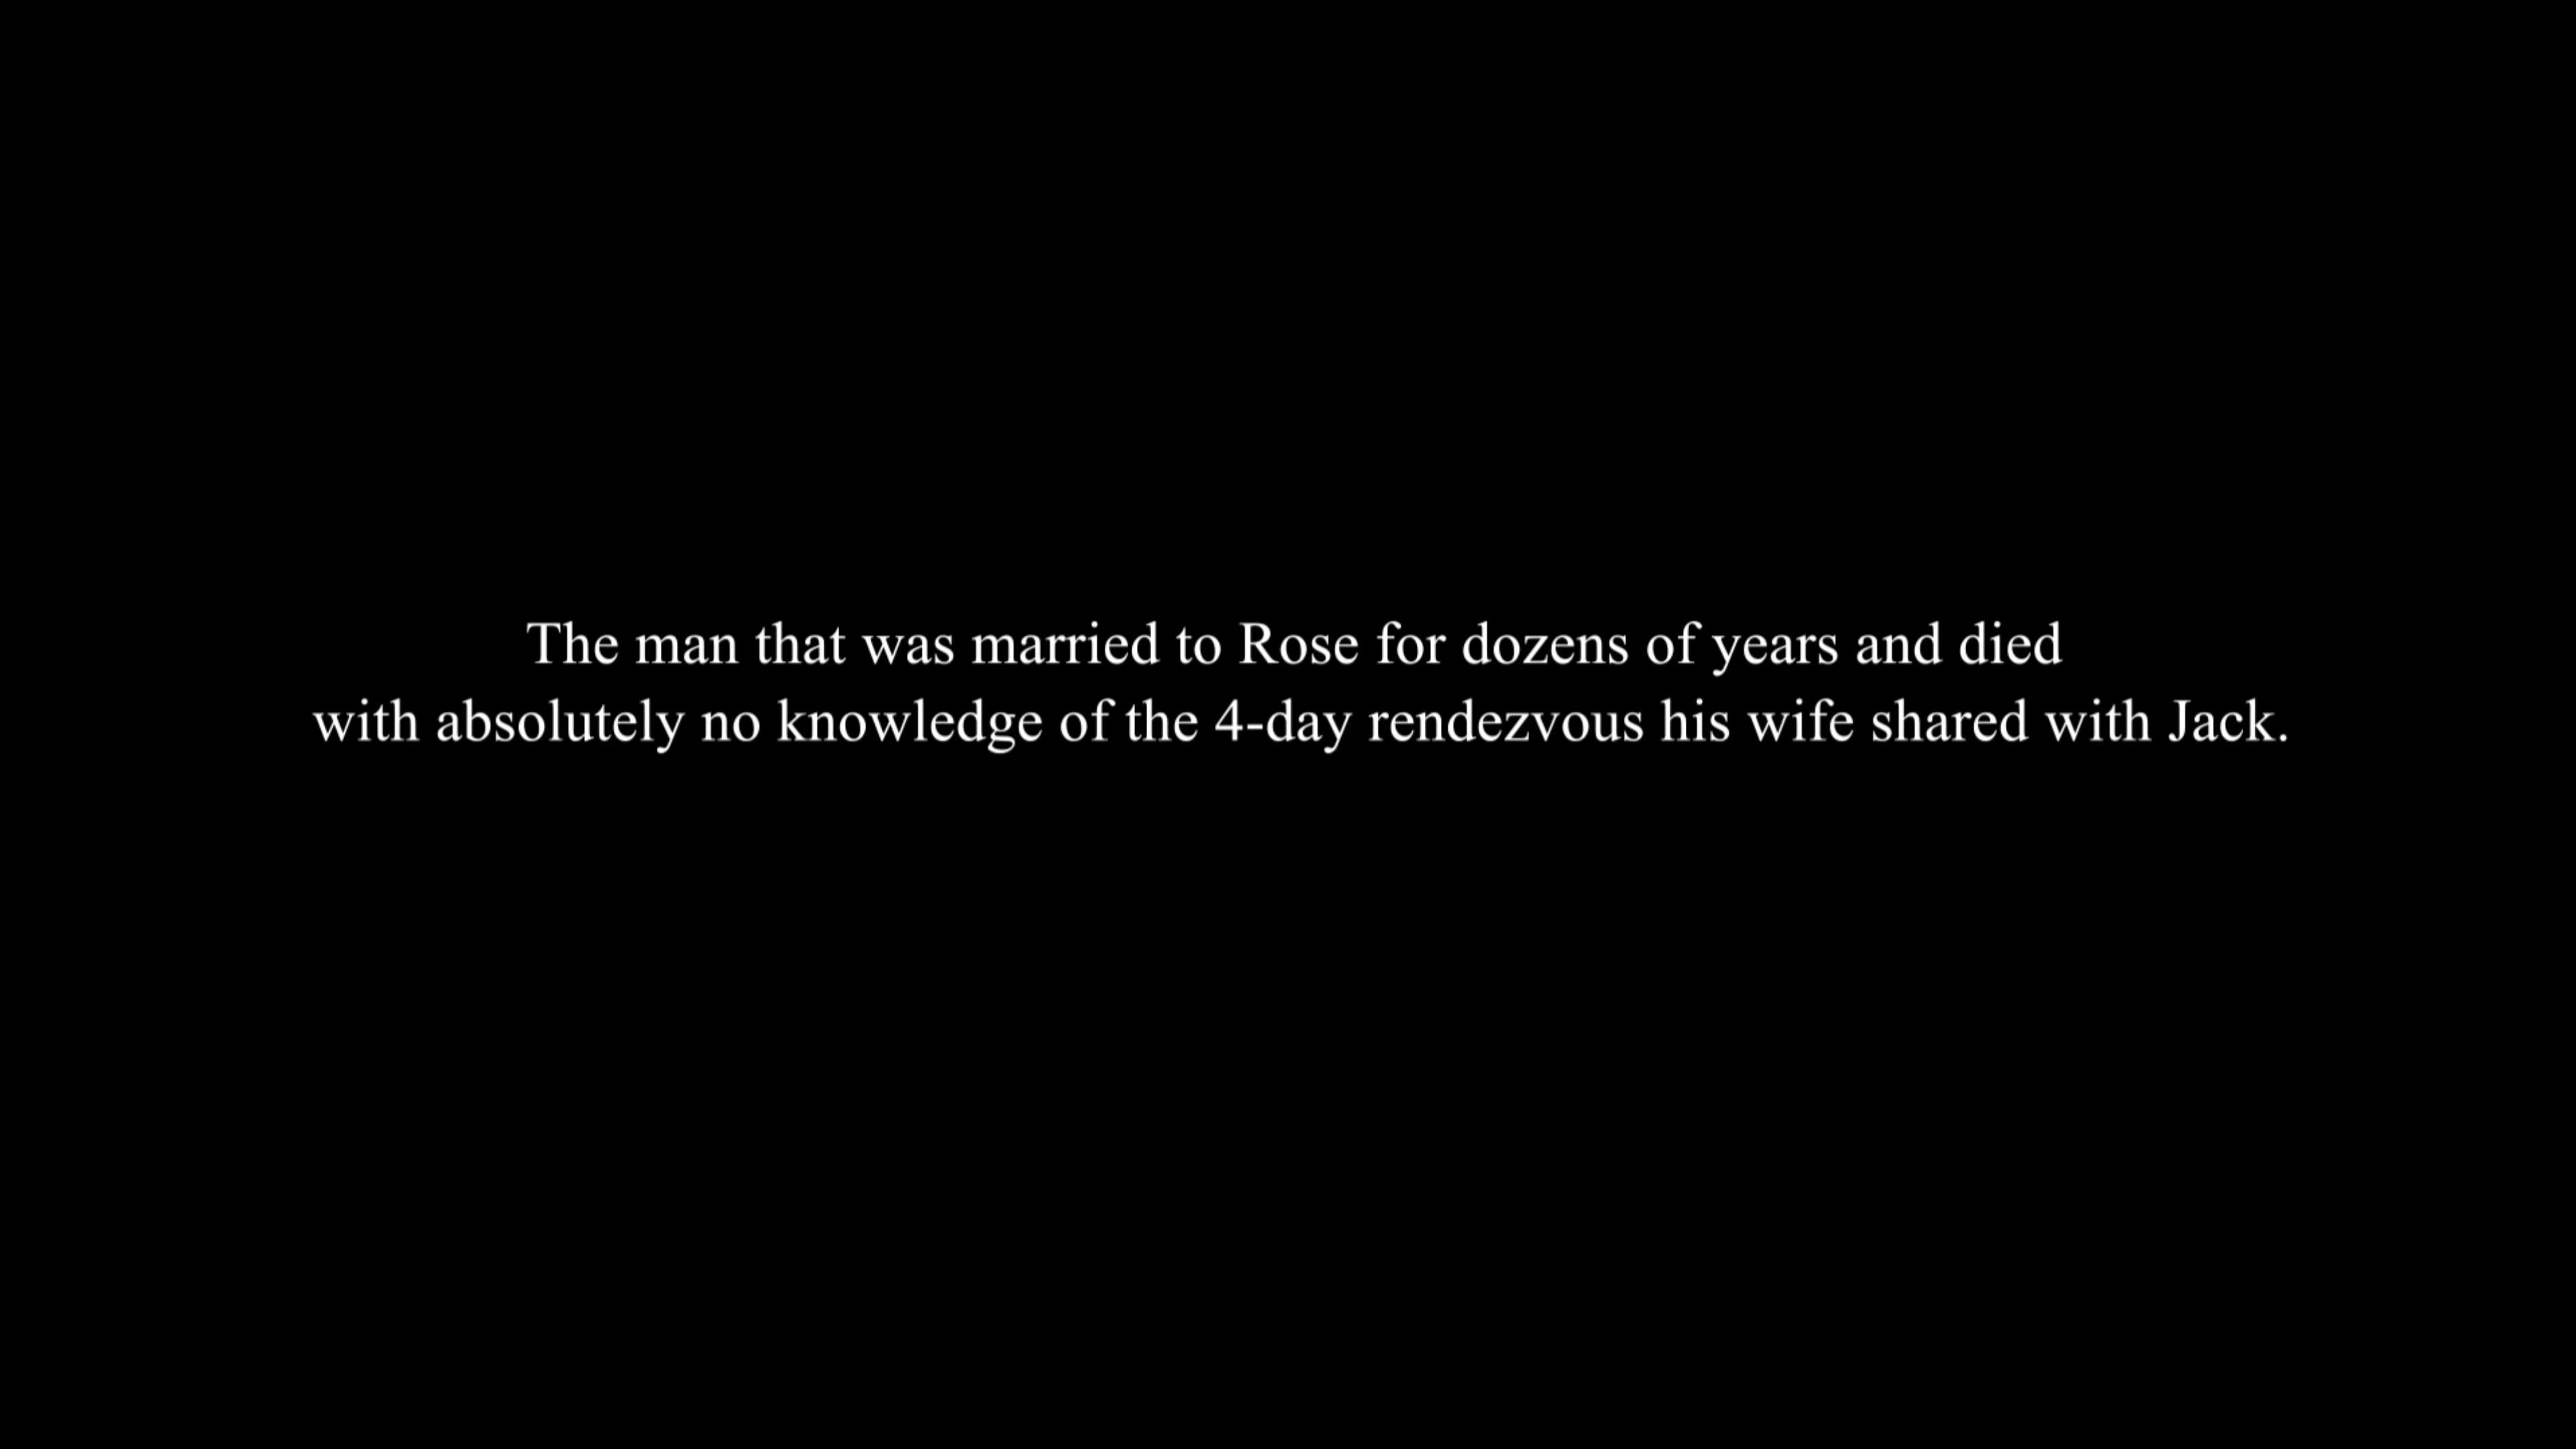 The man that was married to Rose for dozens of years and died
with absolutely no knowledge of the 4-day rendezvous his wife shared with Jack.